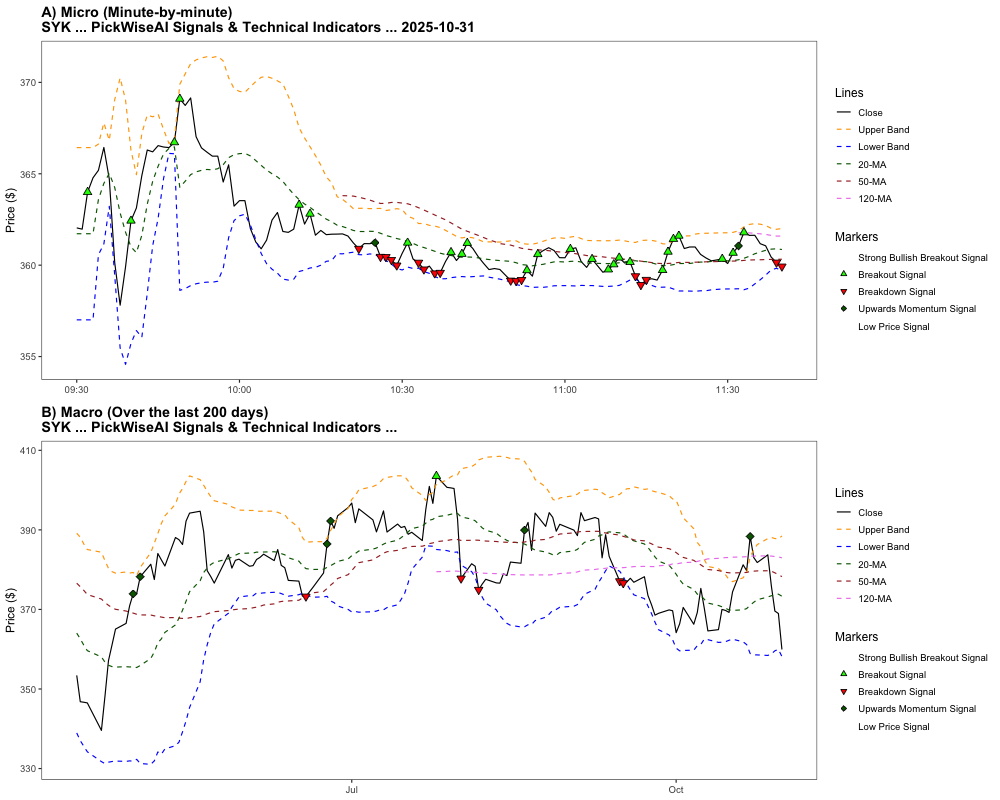 A) Micro (Minute-by-minute)
SYK ... PickWiseAI Signals & Technical Indicators ... 2025-10-31
Price ($)
370
365
360
355
09:30
10:00
10:30
11:00
11:30
Lines
Close
Upper Band
Lower Band
20-MA
50-MA
120-MA
Markers
Strong Bullish Breakout Signal
Breakout Signal
Breakdown Signal
Upwards Momentum Signal
Low Price Signal
B) Macro (Over the last 200 days)
SYK ... PickWiseAI Signals & Technical Indicators ...
Price ($)
410
390
370
350
330
Jul
Oct
Lines
Close
Upper Band
Lower Band
20-MA
50-MA
120-MA
Markers
Strong Bullish Breakout Signal
Breakout Signal
Breakdown Signal
Upwards Momentum Signal
Low Price Signal